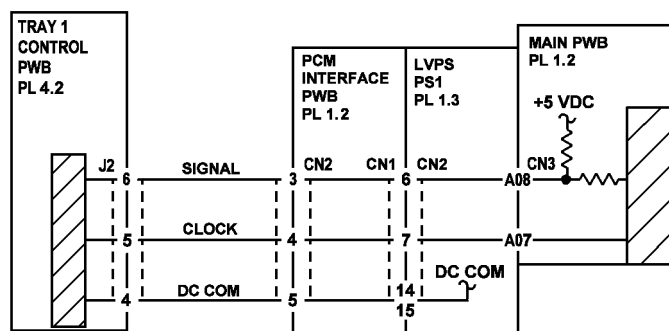 TRAY 1
CONTROL
PWB
PL 4.2
PCM
INTERFACE
PWB
PL 1.2
LVPS
PS1
PL 1.3
MAIN PWB
PL 1.2
+5 VDC
J2 6 SIGNAL 3 CN2 CN1 6 CN2 A08 CN3
5 CLOCK 4 7 A07
DC COM
4 DC COM 5 14
15